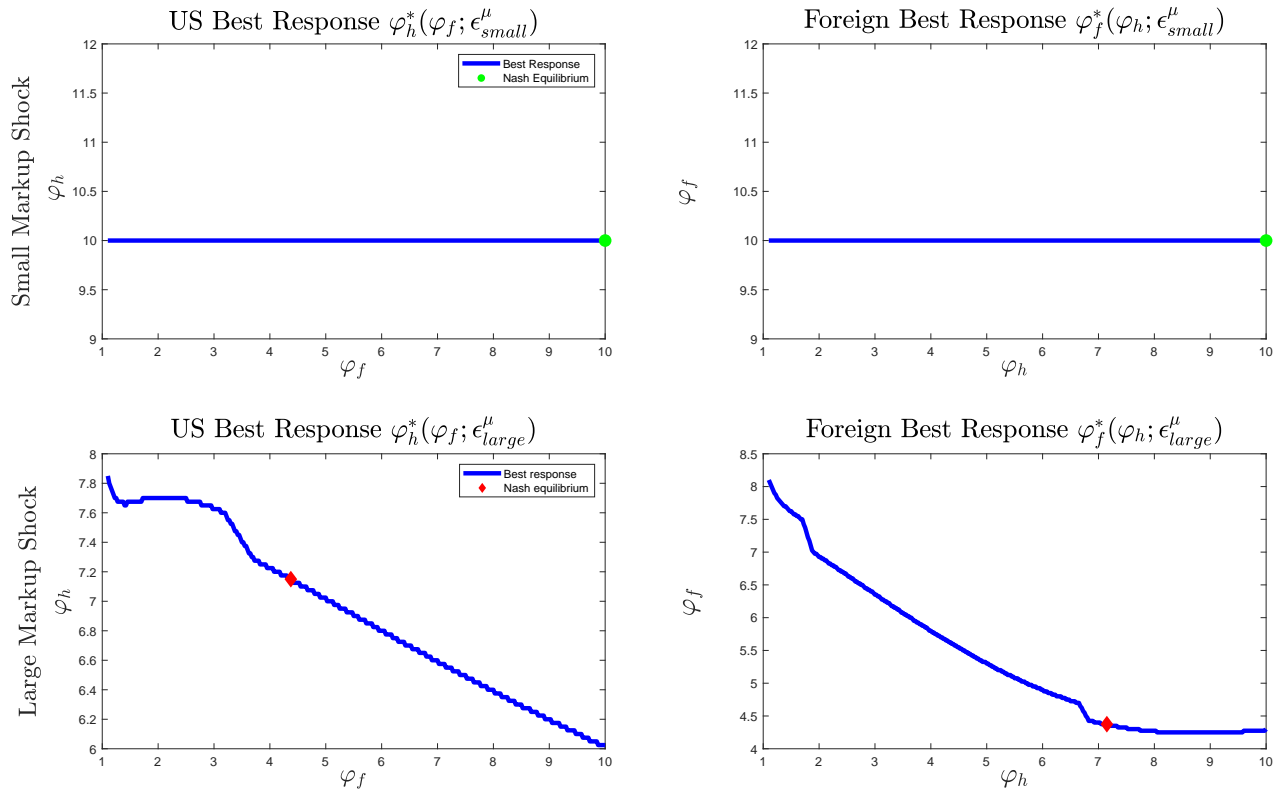 US Best Response φ*_h(φ_f; ϵ^μ_small)
Foreign Best Response φ*_f(φ_h; ϵ^μ_small)
Small Markup Shock
φ_h
12
11.5
11
10.5
10
9.5
9
Best Response
Nash Equilibrium
1 2 3 4 5 6 7 8 9 10
φ_f
φ_f
12
11.5
11
10.5
10
9.5
9
1 2 3 4 5 6 7 8 9 10
φ_h
US Best Response φ*_h(φ_f; ϵ^μ_large)
Foreign Best Response φ*_f(φ_h; ϵ^μ_large)
Large Markup Shock
φ_h
8
7.8
7.6
7.4
7.2
7
6.8
6.6
6.4
6.2
6
Best response
Nash equilibrium
1 2 3 4 5 6 7 8 9 10
φ_f
φ_f
8.5
8
7.5
7
6.5
6
5.5
5
4.5
4
1 2 3 4 5 6 7 8 9 10
φ_h